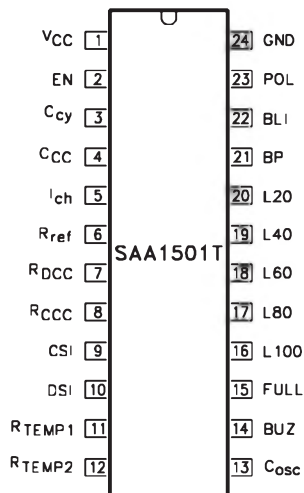 VCC 1 24 GND
EN 2 23 POL
Ccy 3 22 BLI
CCC 4 21 BP
Ich 5 20 L20
Rref 6 19 L40
SAA1501T
RDCC 7 18 L60
RCCC 8 17 L80
CSI 9 16 L100
DSI 10 15 FULL
RTEMP1 11 14 BUZ
RTEMP2 12 13 Cosc